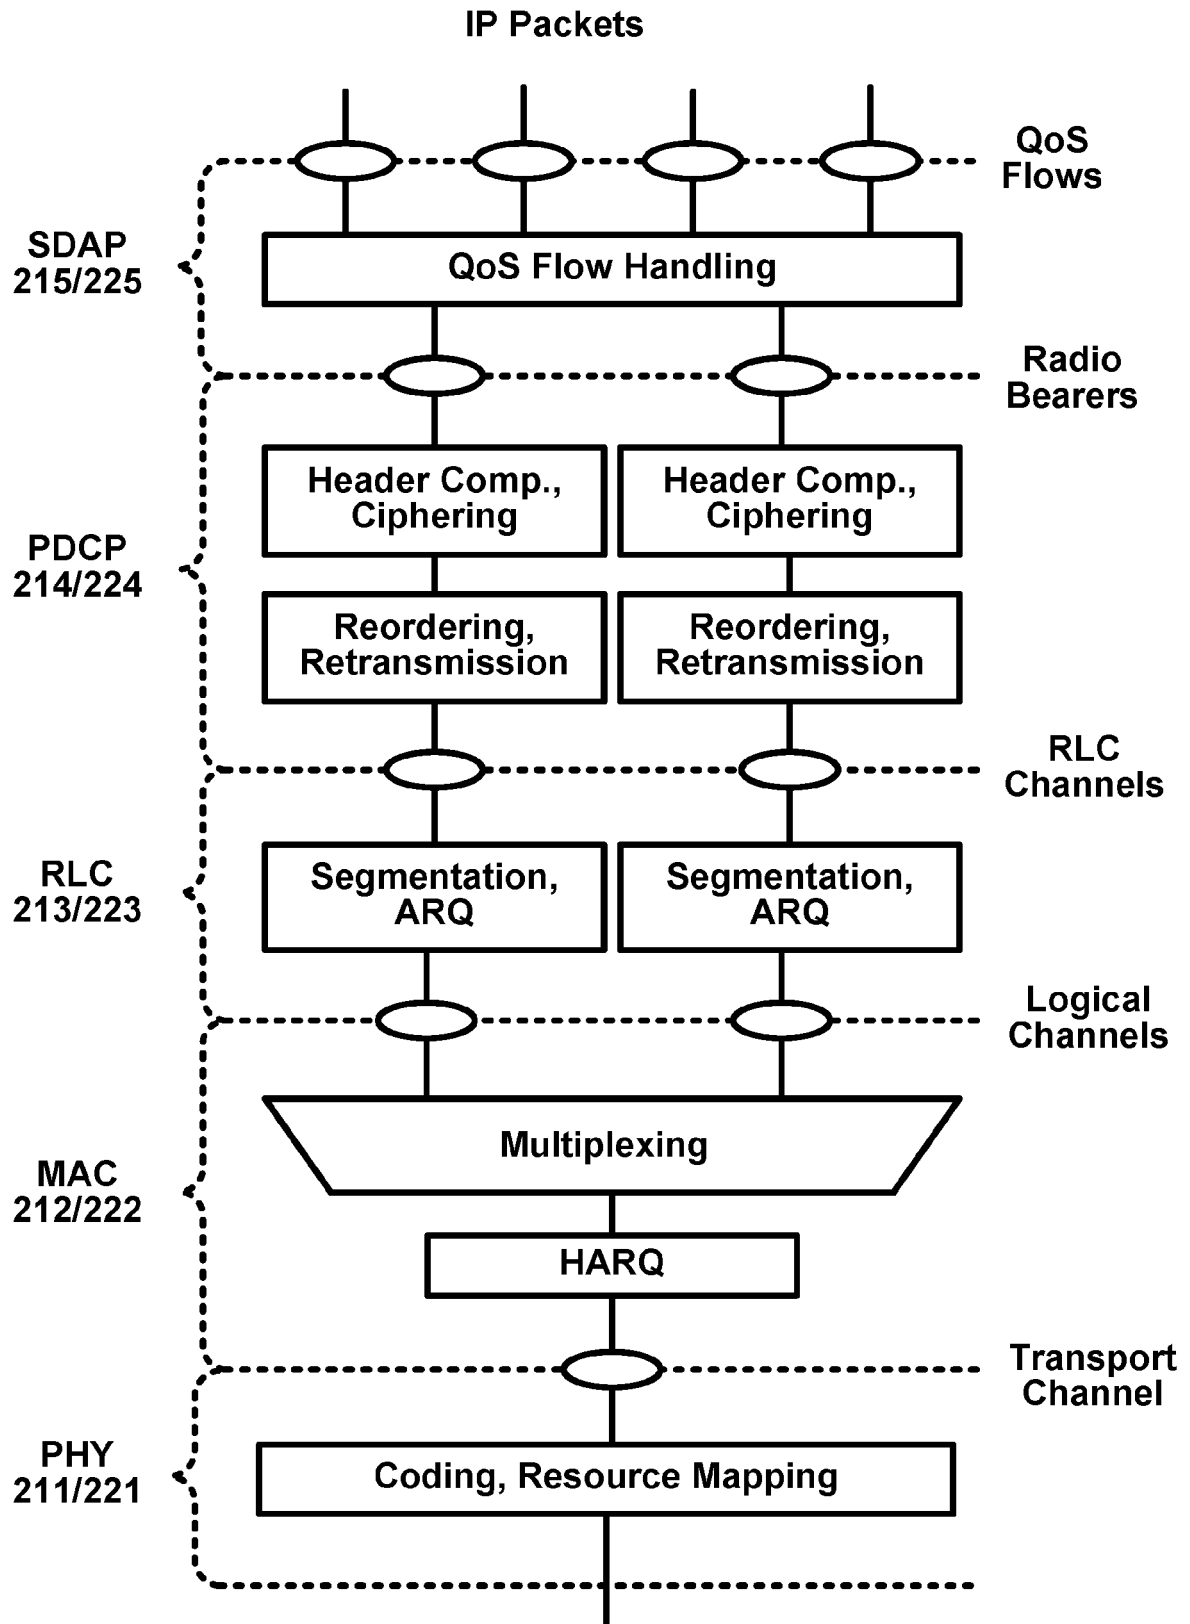 IP Packets
QoS
Flows
SDAP
215/225
QoS Flow Handling
Radio
Bearers
Header Comp.,
Ciphering
Header Comp.,
Ciphering
PDCP
214/224
Reordering,
Retransmission
Reordering,
Retransmission
RLC
Channels
RLC
213/223
Segmentation,
ARQ
Segmentation,
ARQ
Logical
Channels
Multiplexing
MAC
212/222
HARQ
Transport
Channel
PHY
211/221
Coding, Resource Mapping